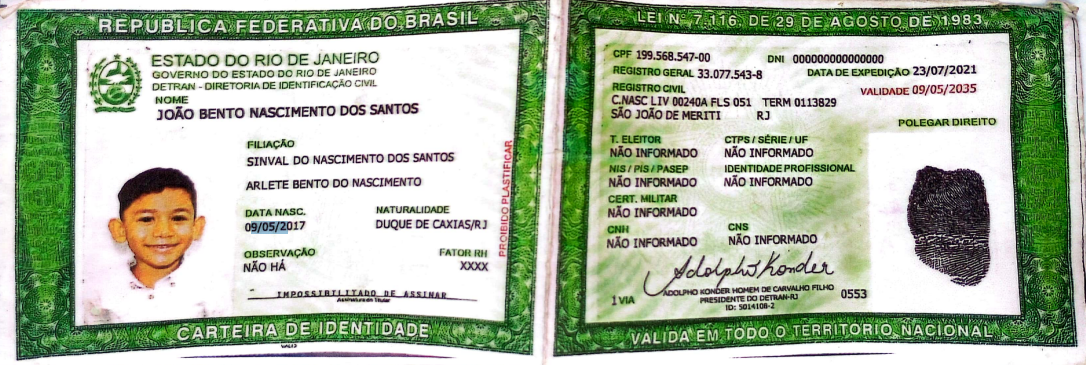 REPÚBLICA FEDERATIVA DO BRASIL
ESTADO DO RIO DE JANEIRO
GOVERNO DO ESTADO DO RIO DE JANEIRO
DETRAN - DIRETORIA DE IDENTIFICAÇÃO CIVIL
NOME
JOÃO BENTO NASCIMENTO DOS SANTOS
FILIAÇÃO
SINVAL DO NASCIMENTO DOS SANTOS
ARLETE BENTO DO NASCIMENTO
DATA NASC. NATURALIDADE
09/05/2017 DUQUE DE CAXIAS/RJ
OBSERVAÇÃO FATOR RH
NÃO HÁ XXXX
IMPOSSIBILITADO DE ASSINAR
Assinatura do Titular
PROIBIDO PLASTIFICAR
CARTEIRA DE IDENTIDADE
LEI Nº 7.116, DE 29 DE AGOSTO DE 1983
CPF 199.568.547-00 DNI 000000000000000
REGISTRO GERAL 33.077.543-8 DATA DE EXPEDIÇÃO 23/07/2021
REGISTRO CIVIL VALIDADE 09/05/2035
C.NASC LIV 00240A FLS 051 TERM 0113829
SÃO JOÃO DE MERITI RJ
POLEGAR DIREITO
T. ELEITOR CTPS / SÉRIE / UF
NÃO INFORMADO NÃO INFORMADO
NIS / PIS / PASEP IDENTIDADE PROFISSIONAL
NÃO INFORMADO NÃO INFORMADO
CERT. MILITAR
NÃO INFORMADO
CNH CNS
NÃO INFORMADO NÃO INFORMADO
Adolpho Konder
1 VIA ADOLPHO KONDER HOMEM DE CARVALHO FILHO 0553
PRESIDENTE DO DETRAN-RJ
ID: 5014108-2
VALIDA EM TODO O TERRITORIO NACIONAL